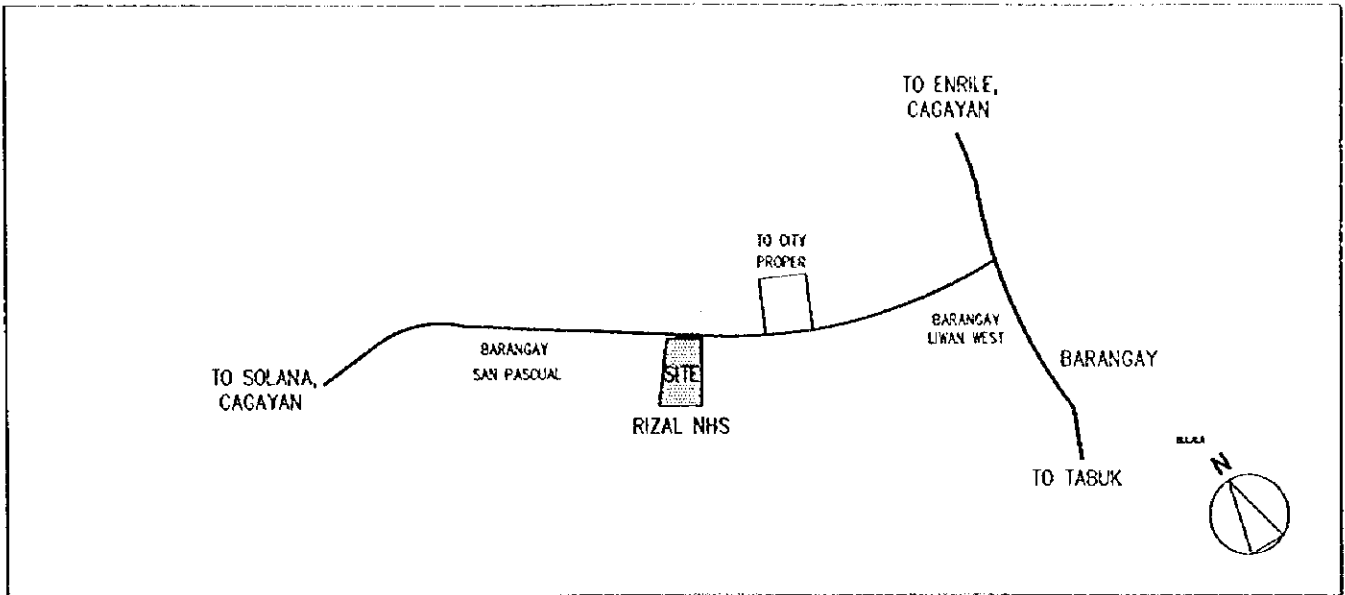 TO ENRILE,
CAGAYAN
TO CITY
PROPER
BARANGAY
LIWAN WEST
BARANGAY
SAN PASCUAL
BARANGAY
TO SOLANA,
CAGAYAN
SITE
RIZAL NHS
TO TABUK
N